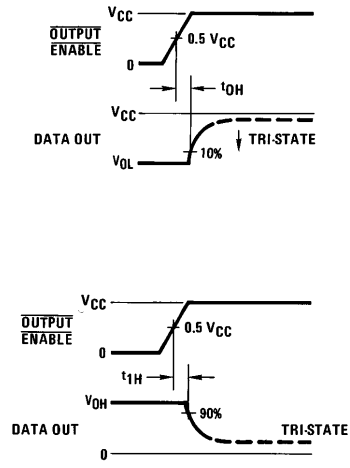 VCC
OUTPUT
ENABLE
0.5 VCC
0
tOH
VCC
DATA OUT
TRI-STATE
10%
VOL
VCC
OUTPUT
ENABLE
0.5 VCC
0
t1H
VOH
90%
DATA OUT
TRI-STATE
0